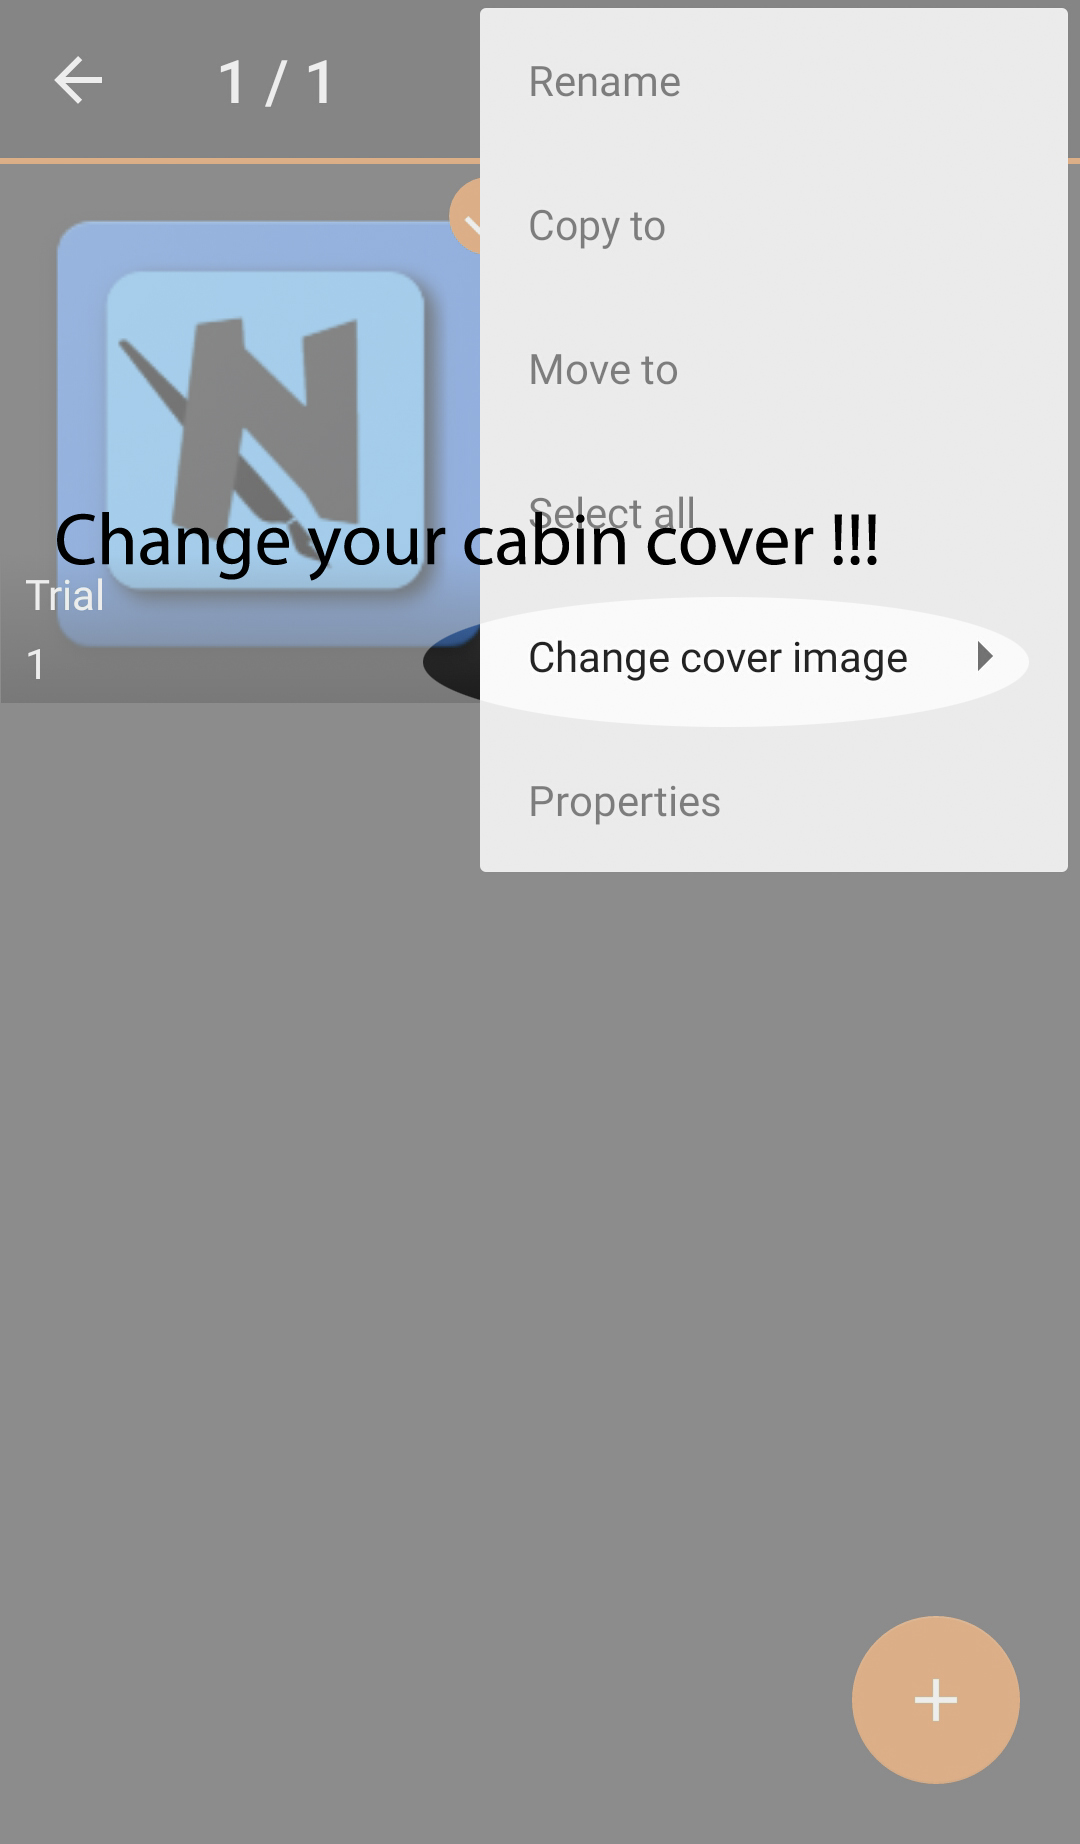 1 / 1
Rename
Copy to
Move to
Select all
Change your cabin cover !!!
N
Trial
1
Change cover image
Properties